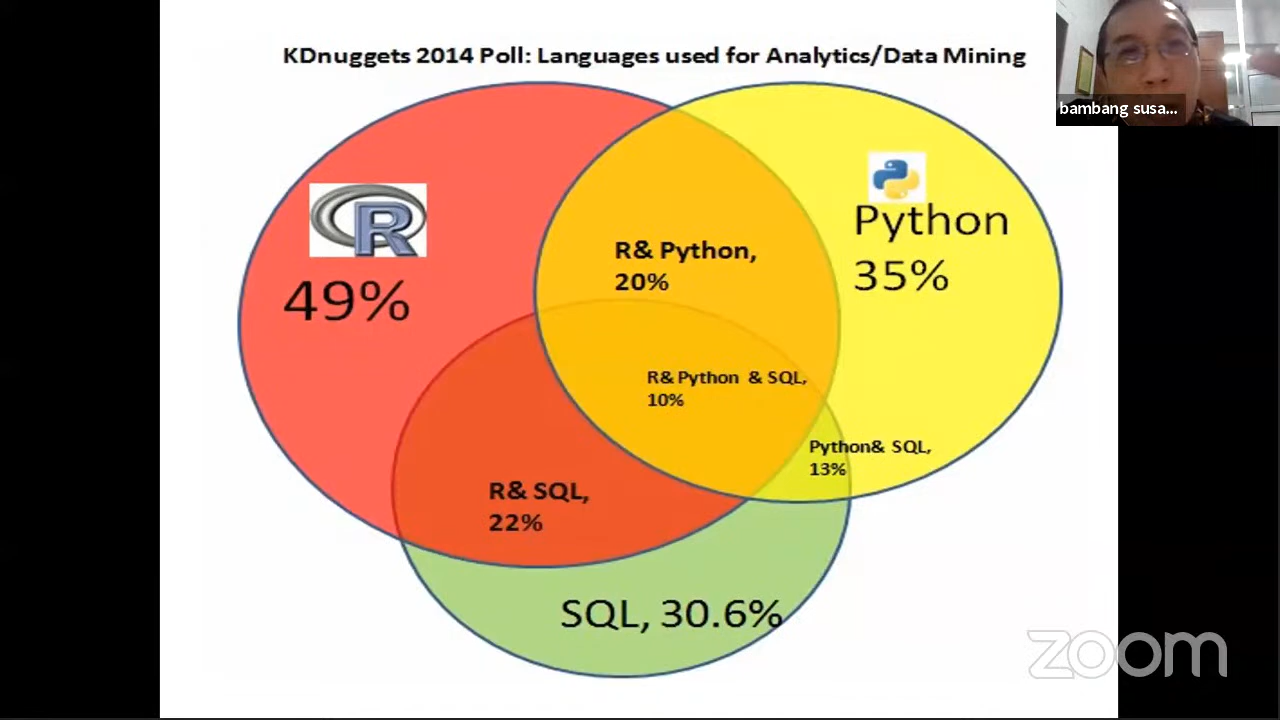 KDnuggets 2014 Poll: Languages used for Analytics/Data Mining
bambang susa...
R
49%
R& Python,
20%
Python
35%
R& Python & SQL,
10%
Python& SQL,
13%
R& SQL,
22%
SQL, 30.6%
zoom